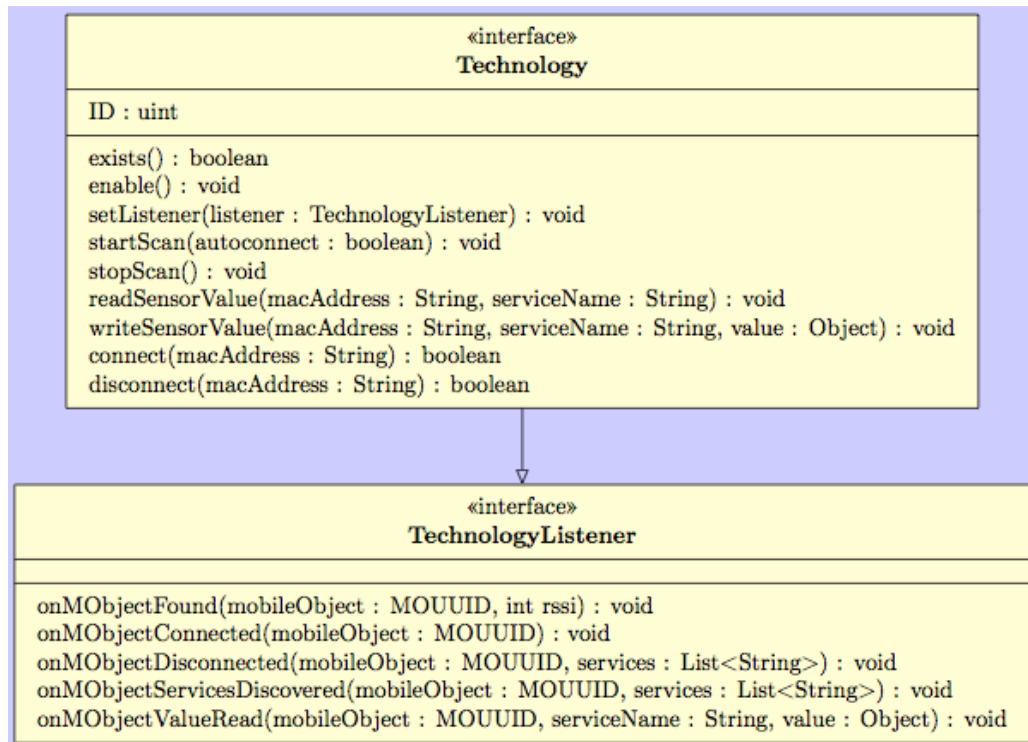 «interface»
Technology
ID : uint
exists() : boolean
enable() : void
setListener(listener : TechnologyListener) : void
startScan(autoconnect : boolean) : void
stopScan() : void
readSensorValue(macAddress : String, serviceName : String) : void
writeSensorValue(macAddress : String, serviceName : String, value : Object) : void
connect(macAddress : String) : boolean
disconnect(macAddress : String) : boolean
«interface»
TechnologyListener
onMObjectFound(mobileObject : MOUUID, int rssi) : void
onMObjectConnected(mobileObject : MOUUID) : void
onMObjectDisconnected(mobileObject : MOUUID, services : List<String>) : void
onMObjectServicesDiscovered(mobileObject : MOUUID, services : List<String>) : void
onMObjectValueRead(mobileObject : MOUUID, serviceName : String, value : Object) : void